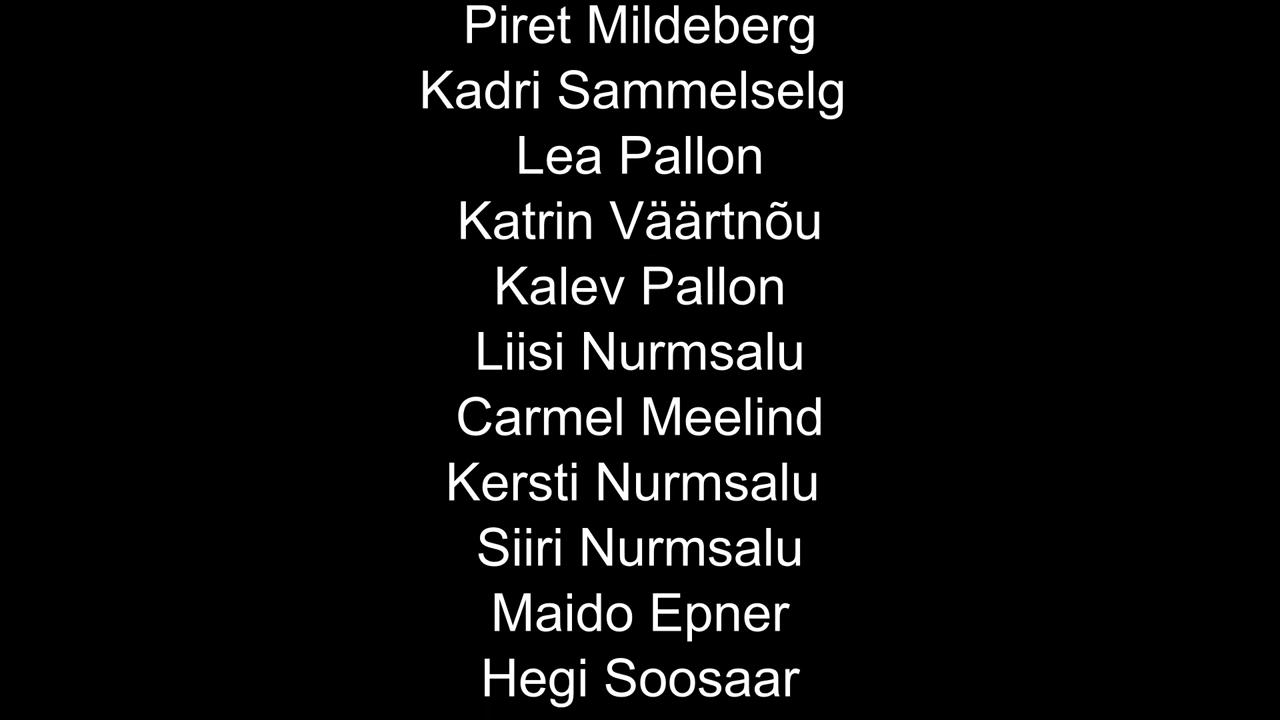 Piret Mildeberg
Kadri Sammelselg
Lea Pallon
Katrin Väärtnõu
Kalev Pallon
Liisi Nurmsalu
Carmel Meelind
Kersti Nurmsalu
Siiri Nurmsalu
Maido Epner
Hegi Soosaar